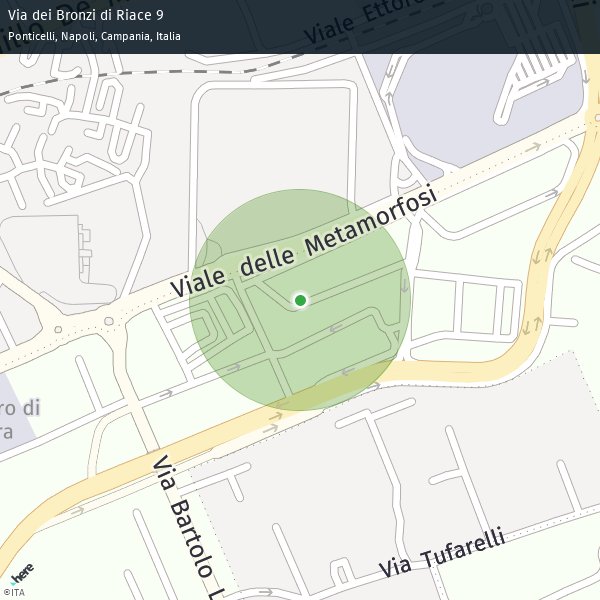 Via dei Bronzi di Riace 9
Ponticelli, Napoli, Campania, Italia
Viale Ettore
Viale delle Metamorfosi
ro di
ra
Via Bartolo L
Via Tufarelli
here
©ITA